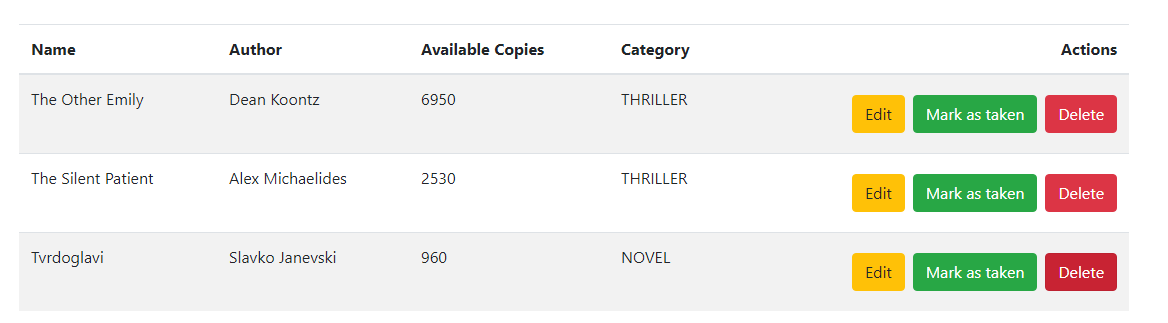 Name Author Available Copies Category Actions
The Other Emily Dean Koontz 6950 THRILLER Edit Mark as taken Delete
The Silent Patient Alex Michaelides 2530 THRILLER Edit Mark as taken Delete
Tvrdoglavi Slavko Janevski 960 NOVEL Edit Mark as taken Delete